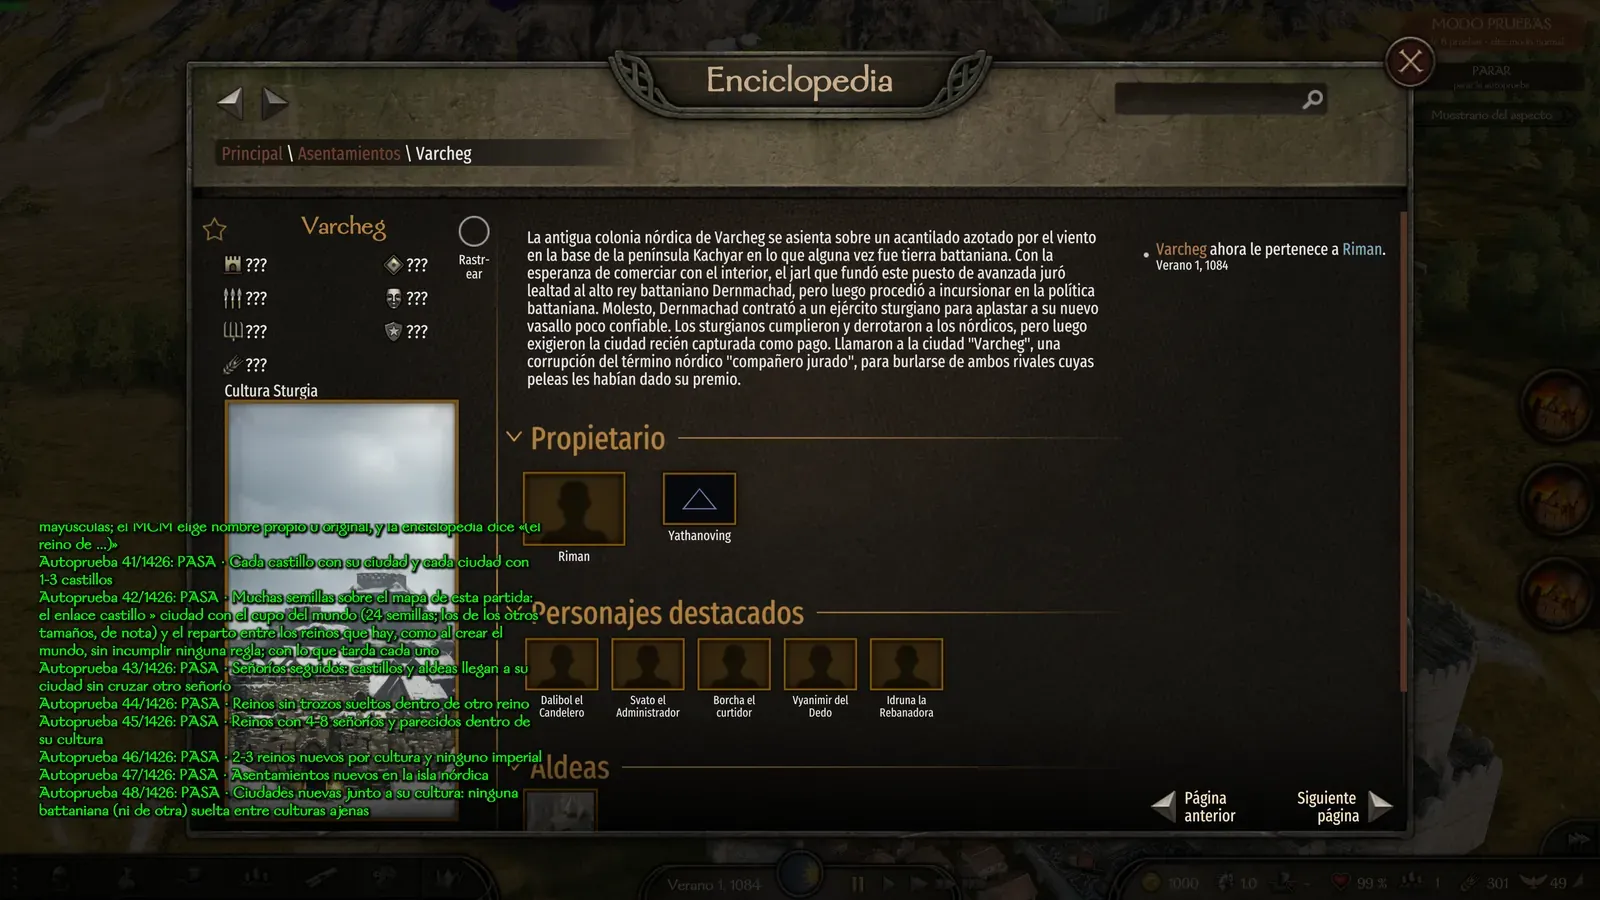 MODO PRUEBAS
Enciclopedia
PARAR
Muestrario del aspecto
Principal \ Asentamientos \ Varcheg
Varcheg
Rastr-
ear
???
???
???
???
???
???
???
Cultura Sturgia
La antigua colonia nórdica de Varcheg se asienta sobre un acantilado azotado por el viento
en la base de la península Kachyar en lo que alguna vez fue tierra battaniana. Con la
esperanza de comerciar con el interior, el jarl que fundó este puesto de avanzada juró
lealtad al alto rey battaniano Dernmachad, pero luego procedió a incursionar en la política
battaniana. Molesto, Dernmachad contrató a un ejército sturgiano para aplastar a su nuevo
vasallo poco confiable. Los sturgianos cumplieron y derrotaron a los nórdicos, pero luego
exigieron la ciudad recién capturada como pago. Llamaron a la ciudad "Varcheg", una
corrupción del término nórdico "compañero jurado", para burlarse de ambos rivales cuyas
peleas les habían dado su premio.
Varcheg ahora le pertenece a Riman.
Verano 1, 1084
Propietario
Riman
Yathanoving
Personajes destacados
Dalibol el
Candelero
Svato el
Administrador
Borcha el
curtidor
Vyanimir del
Dedo
Idruna la
Rebanadora
Aldeas
mayúsculas; el MCM elige nombre propio u original, y la enciclopedia dice «(el
reino de ...)»
Autoprueba 41/1426: PASA · Cada castillo con su ciudad y cada ciudad con
1-3 castillos
Autoprueba 42/1426: PASA · Muchas semillas sobre el mapa de esta partida:
el enlace castillo » ciudad con el cupo del mundo (24 semillas; los de los otros
tamaños, de nota) y el reparto entre los reinos que hay, como al crear el
mundo, sin incumplir ninguna regla; con lo que tarda cada uno
Autoprueba 43/1426: PASA · Señoríos seguidos: castillos y aldeas llegan a su
ciudad sin cruzar otro señorío
Autoprueba 44/1426: PASA · Reinos sin trozos sueltos dentro de otro reino
Autoprueba 45/1426: PASA · Reinos con 4-8 señoríos y parecidos dentro de
su cultura
Autoprueba 46/1426: PASA · 2-3 reinos nuevos por cultura y ninguno imperial
Autoprueba 47/1426: PASA · Asentamientos nuevos en la isla nórdica
Autoprueba 48/1426: PASA · Ciudades nuevas junto a su cultura: ninguna
battaniana (ni de otra) suelta entre culturas ajenas
Página
anterior
Siguiente
página
Verano 1, 1084
1000
1.0
99 %
1
301
49